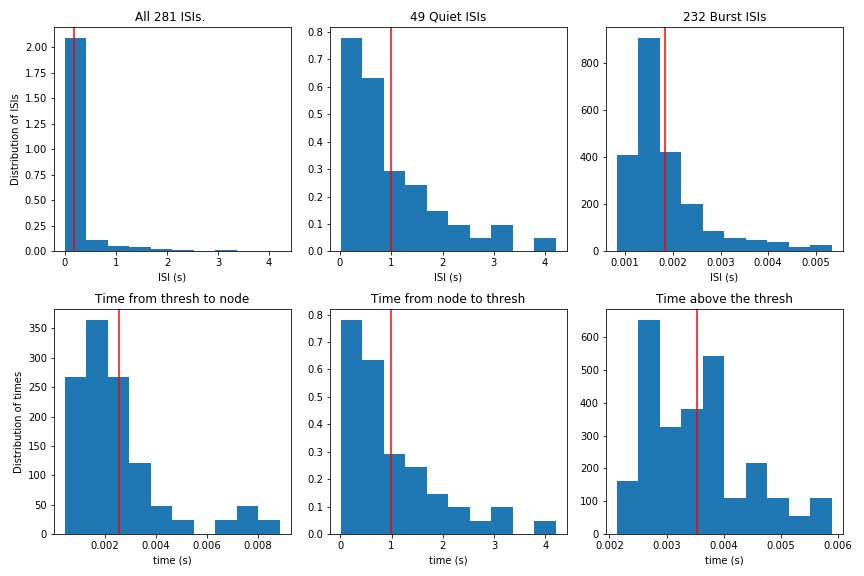 All 281 ISIs.
Distribution of ISIs
2.00
1.75
1.50
1.25
1.00
0.75
0.50
0.25
0.00
0 1 2 3 4
ISI (s)
49 Quiet ISIs
0.8
0.7
0.6
0.5
0.4
0.3
0.2
0.1
0.0
0 1 2 3 4
ISI (s)
232 Burst ISIs
800
600
400
200
0
0.001 0.002 0.003 0.004 0.005
ISI (s)
Time from thresh to node
Distribution of times
350
300
250
200
150
100
50
0
0.002 0.004 0.006 0.008
time (s)
Time from node to thresh
0.8
0.7
0.6
0.5
0.4
0.3
0.2
0.1
0.0
0 1 2 3 4
time (s)
Time above the thresh
600
500
400
300
200
100
0
0.002 0.003 0.004 0.005 0.006
time (s)